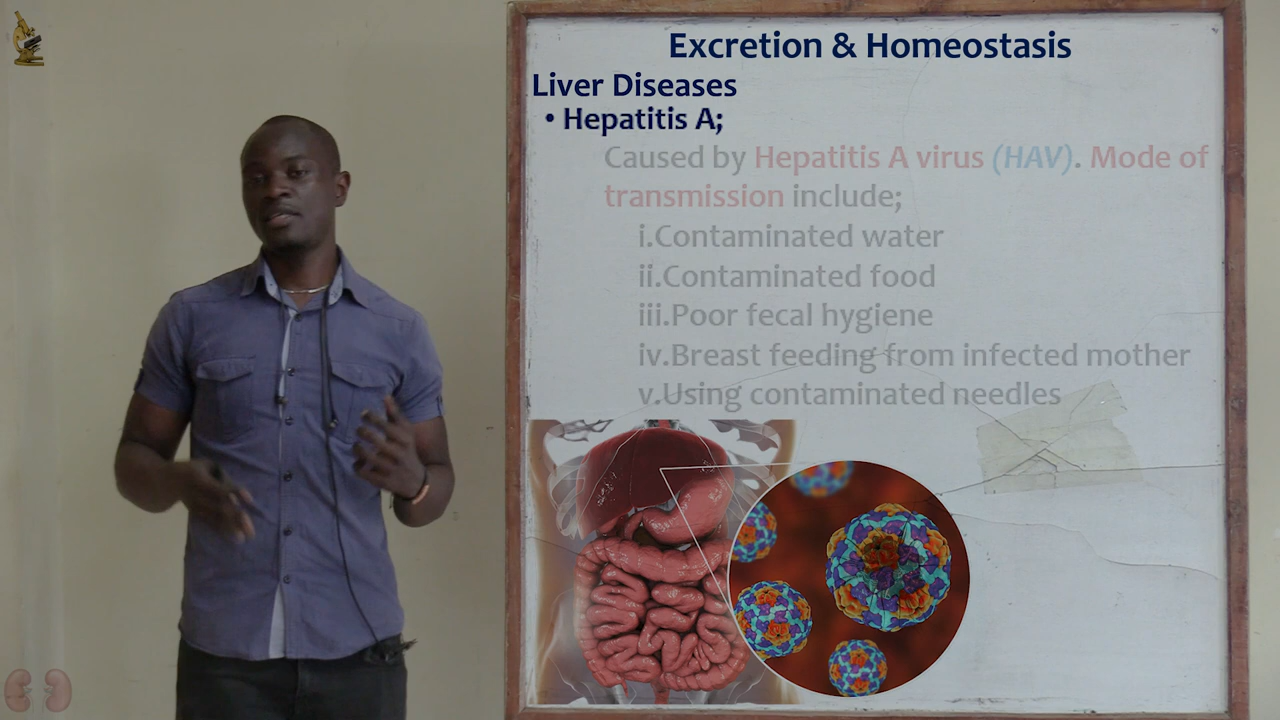 Excretion & Homeostasis
Liver Diseases
• Hepatitis A;
Caused by Hepatitis A virus (HAV). Mode of
transmission include;
i.Contaminated water
ii.Contaminated food
iii.Poor fecal hygiene
iv.Breast feeding from infected mother
v.Using contaminated needles